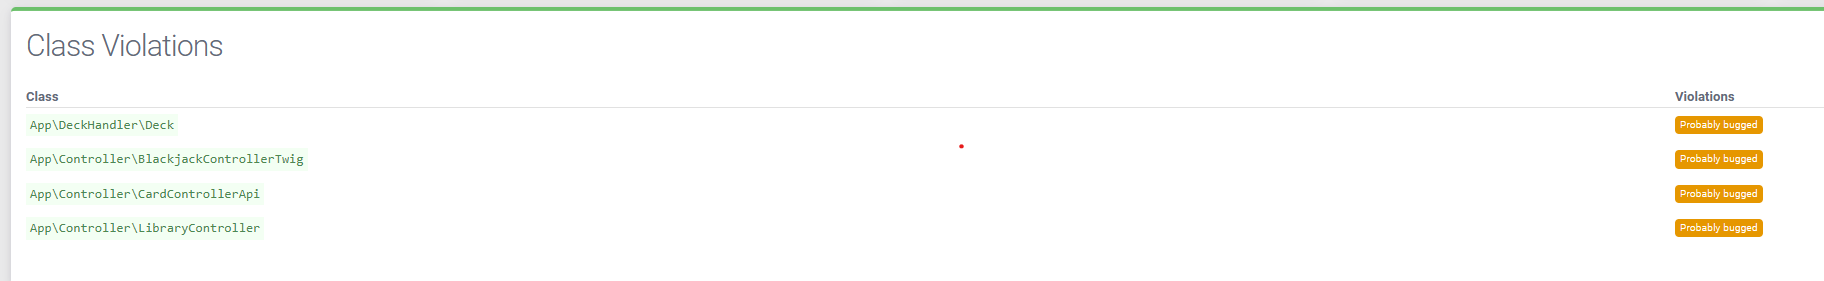 Class Violations
Class Violations
App\DeckHandler\Deck Probably bugged
App\Controller\BlackjackControllerTwig Probably bugged
App\Controller\CardControllerApi Probably bugged
App\Controller\LibraryController Probably bugged